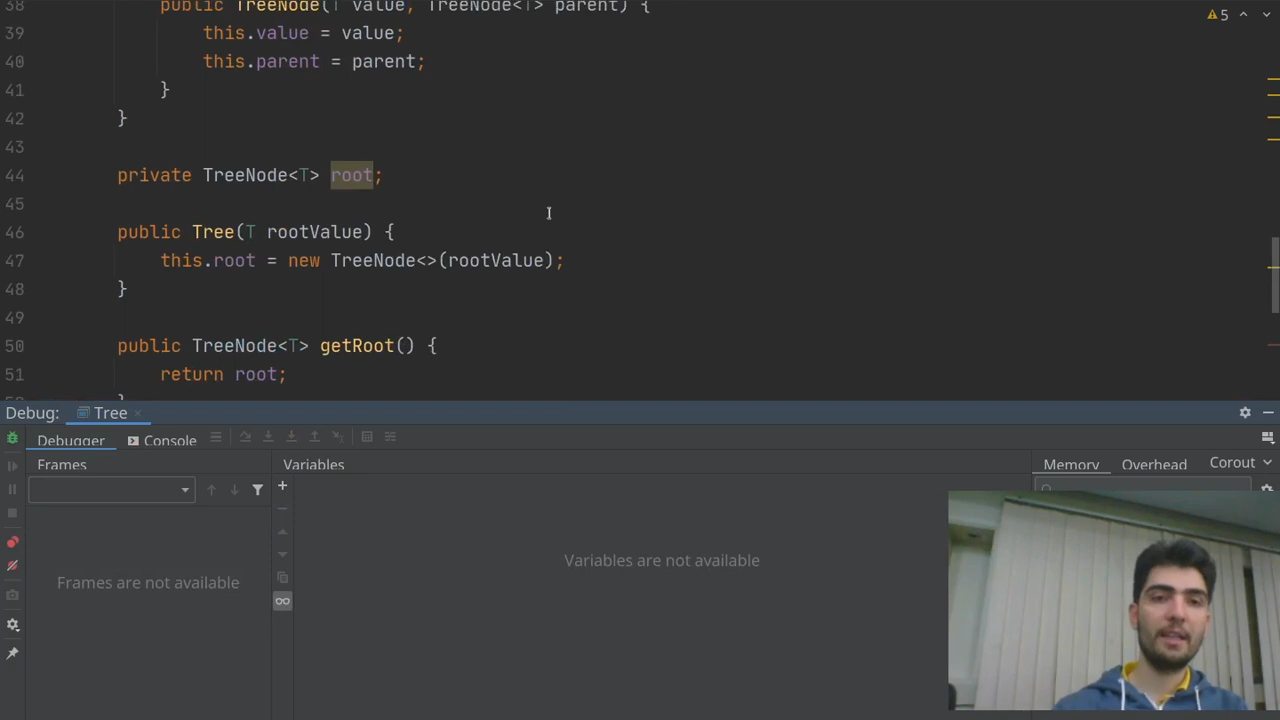 38 public TreeNode(T value, TreeNode<T> parent) {
5
39 this.value = value;
40 this.parent = parent;
41 }
42 }
43
44 private TreeNode<T> root;
45
46 public Tree(T rootValue) {
47 this.root = new TreeNode<>(rootValue);
48 }
49
50 public TreeNode<T> getRoot() {
51 return root;
}
Debug: Tree
Debugger Console
Frames Variables Memory Overhead Corout
Variables are not available
Frames are not available